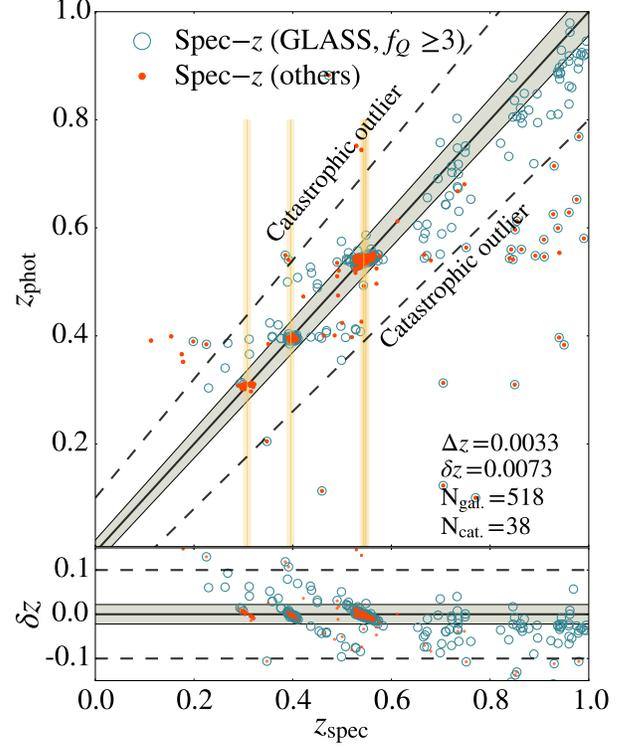 1.0
Spec−z (GLASS, f_Q ≥3)
Spec−z (others)
0.8
Catastrophic outlier
0.6
z_phot
Catastrophic outlier
0.4
0.2
Δz=0.0033
δz=0.0073
N_gal.=518
N_cat.=38
0.1
δz
0.0
-0.1
0.0 0.2 0.4 0.6 0.8 1.0
z_spec